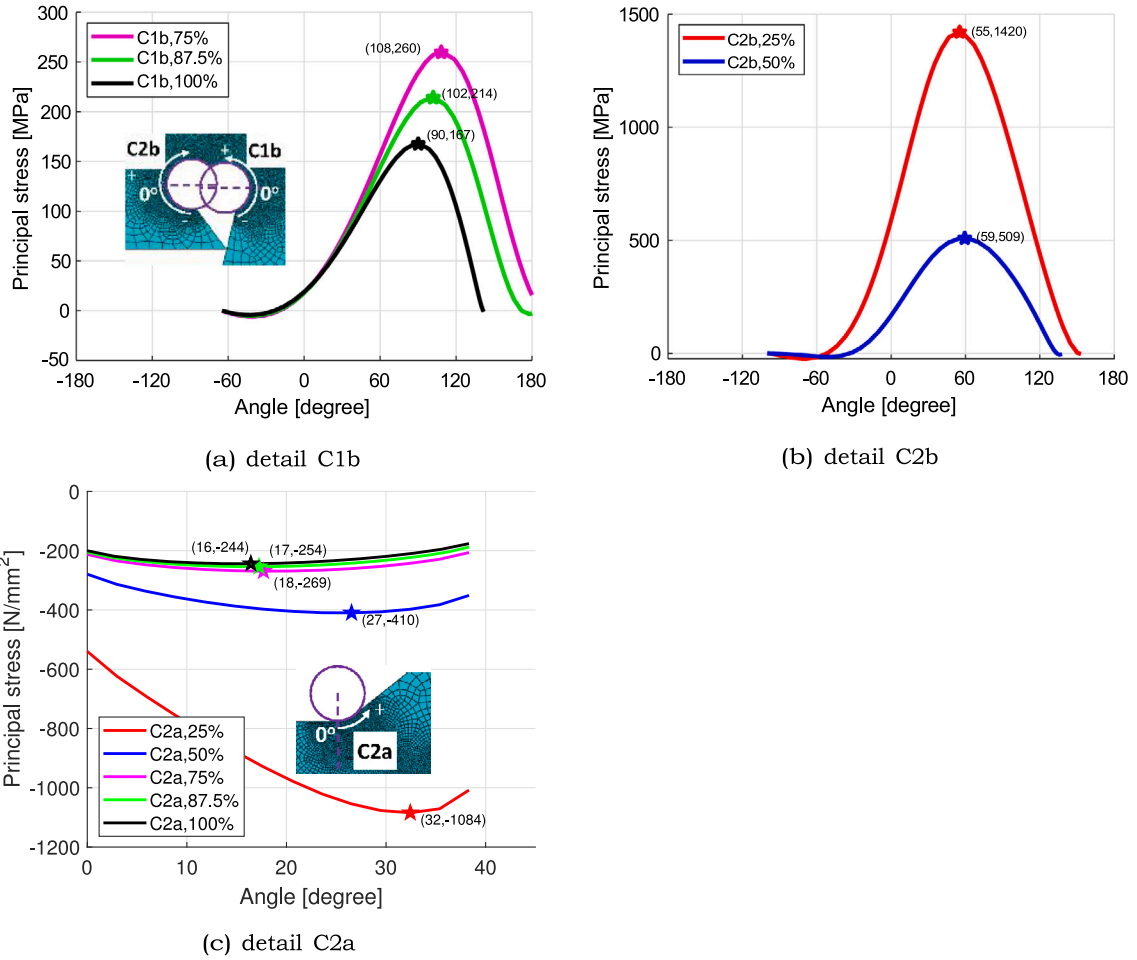 300
250
200
150
100
50
0
-50
-180
-120
-60
0
60
120
180
Principal stress [MPa]
Angle [degree]
C1b,75%
C1b,87.5%
C1b,100%
(108,260)
(102,214)
(90,167)
C2b
+
C1b
+
0º
0º
-
-
(a) detail C1b
1500
1000
500
0
-180
-120
-60
0
60
120
180
Principal stress [MPa]
Angle [degree]
C2b,25%
C2b,50%
(55,1420)
(59,509)
(b) detail C2b
0
-200
-400
-600
-800
-1000
-1200
0
10
20
30
40
Principal stress [N/mm²]
Angle [degree]
(16,-244)
(17,-254)
(18,-269)
(27,-410)
(32,-1084)
0º
+
C2a
C2a,25%
C2a,50%
C2a,75%
C2a,87.5%
C2a,100%
(c) detail C2a